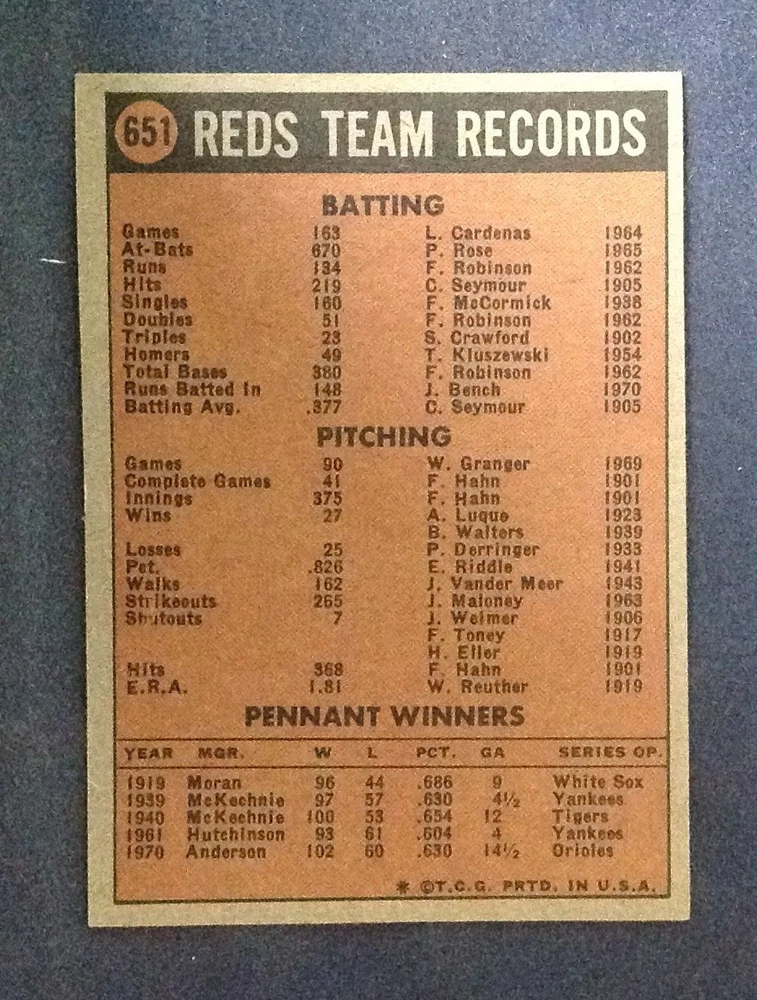 651 REDS TEAM RECORDS
BATTING
Games 163 L. Cardenas 1964
At-Bats 670 P. Rose 1965
Runs 134 F. Robinson 1962
Hits 219 C. Seymour 1905
Singles 160 F. McCormick 1938
Doubles 51 F. Robinson 1962
Triples 23 S. Crawford 1902
Homers 49 T. Kluszewski 1954
Total Bases 380 F. Robinson 1962
Runs Batted In 148 J. Bench 1970
Batting Avg. .377 C. Seymour 1905
PITCHING
Games 90 W. Granger 1969
Complete Games 41 F. Hahn 1901
Innings 375 F. Hahn 1901
Wins 27 A. Luque 1923
B. Walters 1939
Losses 25 P. Derringer 1933
Pct. .826 E. Riddle 1941
Walks 162 J. Vander Meer 1943
Strikeouts 265 J. Maloney 1963
Shutouts 7 J. Weimer 1906
F. Toney 1917
H. Eller 1919
Hits 368 F. Hahn 1901
E.R.A. 1.81 W. Reuther 1919
PENNANT WINNERS
YEAR MGR. W L PCT. GA SERIES OP.
1919 Moran 96 44 .686 9 White Sox
1939 McKechnie 97 57 .630 4½ Yankees
1940 McKechnie 100 53 .654 12 Tigers
1961 Hutchinson 93 61 .604 4 Yankees
1970 Anderson 102 60 .630 14½ Orioles
* ©T.C.G. PRTD. IN U.S.A.